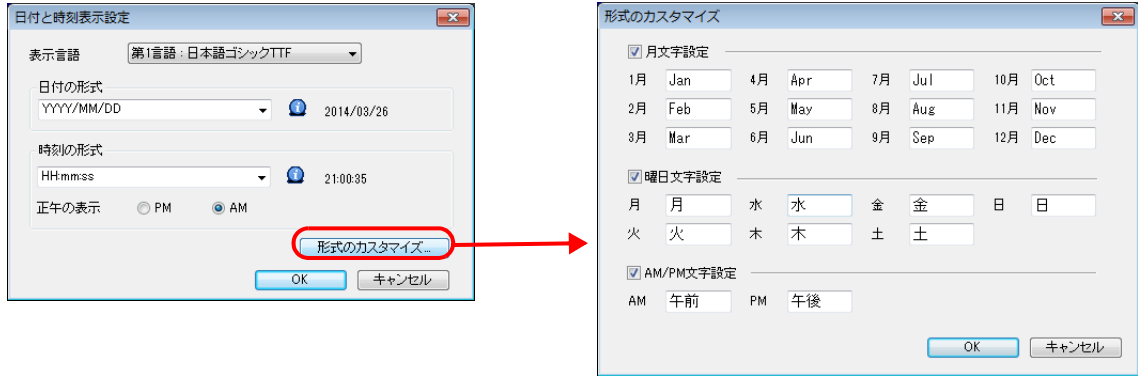 日付と時刻表示設定
表示言語 第1言語：日本語ゴシックTTF
日付の形式
YYYY/MM/DD 2014/03/26
時刻の形式
HH:mm:ss 21:00:35
正午の表示 PM AM
形式のカスタマイズ...
OK キャンセル
形式のカスタマイズ
月文字設定
1月 Jan 4月 Apr 7月 Jul 10月 Oct
2月 Feb 5月 May 8月 Aug 11月 Nov
3月 Mar 6月 Jun 9月 Sep 12月 Dec
曜日文字設定
月 月 水 水 金 金 日 日
火 火 木 木 土 土
AM/PM文字設定
AM 午前 PM 午後
OK キャンセル